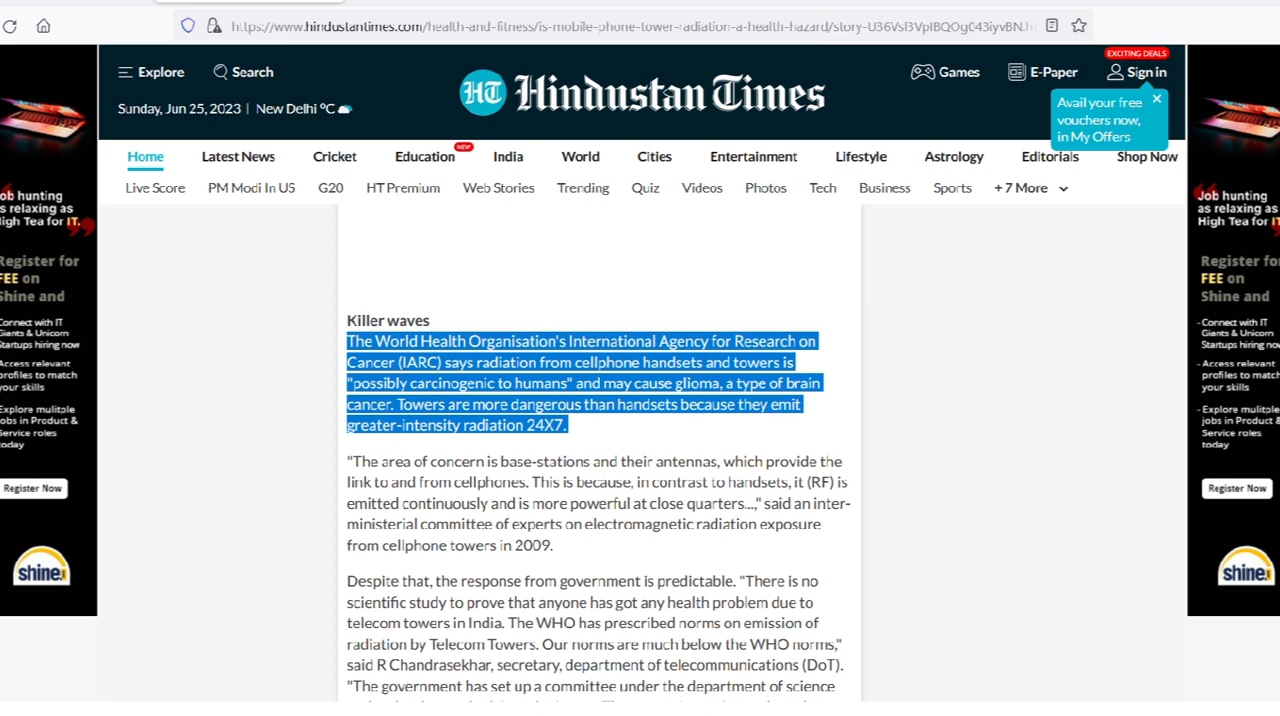 https://www.hindustantimes.com/health-and-fitness/is-mobile-phone-tower-radiation-a-health-hazard/
EXCITING DEALS
Explore
Search
HT Hindustan Times
Games
E-Paper
Sign in
Sunday, Jun 25, 2023 | New Delhi °C
Avail your free
vouchers now,
in My Offers
NEW
Home Latest News Cricket Education India World Cities Entertainment Lifestyle Astrology Editorials Shop Now
Live Score PM Modi In US G20 HT Premium Web Stories Trending Quiz Videos Photos Tech Business Sports + 7 More
ob hunting
s relaxing as
igh Tea for IT.
Register for
FEE on
Shine and
Connect with IT
Giants & Unicorn
Startups hiring now
Access relevant
profiles to match
your skills
Explore mulitple
obs in Product &
Service roles
today
Register Now
shine.
Killer waves
The World Health Organisation's International Agency for Research on
Cancer (IARC) says radiation from cellphone handsets and towers is
"possibly carcinogenic to humans" and may cause glioma, a type of brain
cancer. Towers are more dangerous than handsets because they emit
greater-intensity radiation 24X7.
"The area of concern is base-stations and their antennas, which provide the
link to and from cellphones. This is because, in contrast to handsets, it (RF) is
emitted continuously and is more powerful at close quarters...," said an inter-
ministerial committee of experts on electromagnetic radiation exposure
from cellphone towers in 2009.
Despite that, the response from government is predictable. "There is no
scientific study to prove that anyone has got any health problem due to
telecom towers in India. The WHO has prescribed norms on emission of
radiation by Telecom Towers. Our norms are much below the WHO norms,"
said R Chandrasekhar, secretary, department of telecommunications (DoT).
"The government has set up a committee under the department of science
Job hunting
as relaxing as
High Tea for IT
Register fo
FEE on
Shine and
- Connect with IT
Giants & Unicorn
Startups hiring now
- Access relevant
profiles to match
your skills
- Explore mulitple
jobs in Product &
Service roles
today
Register Now
shine.